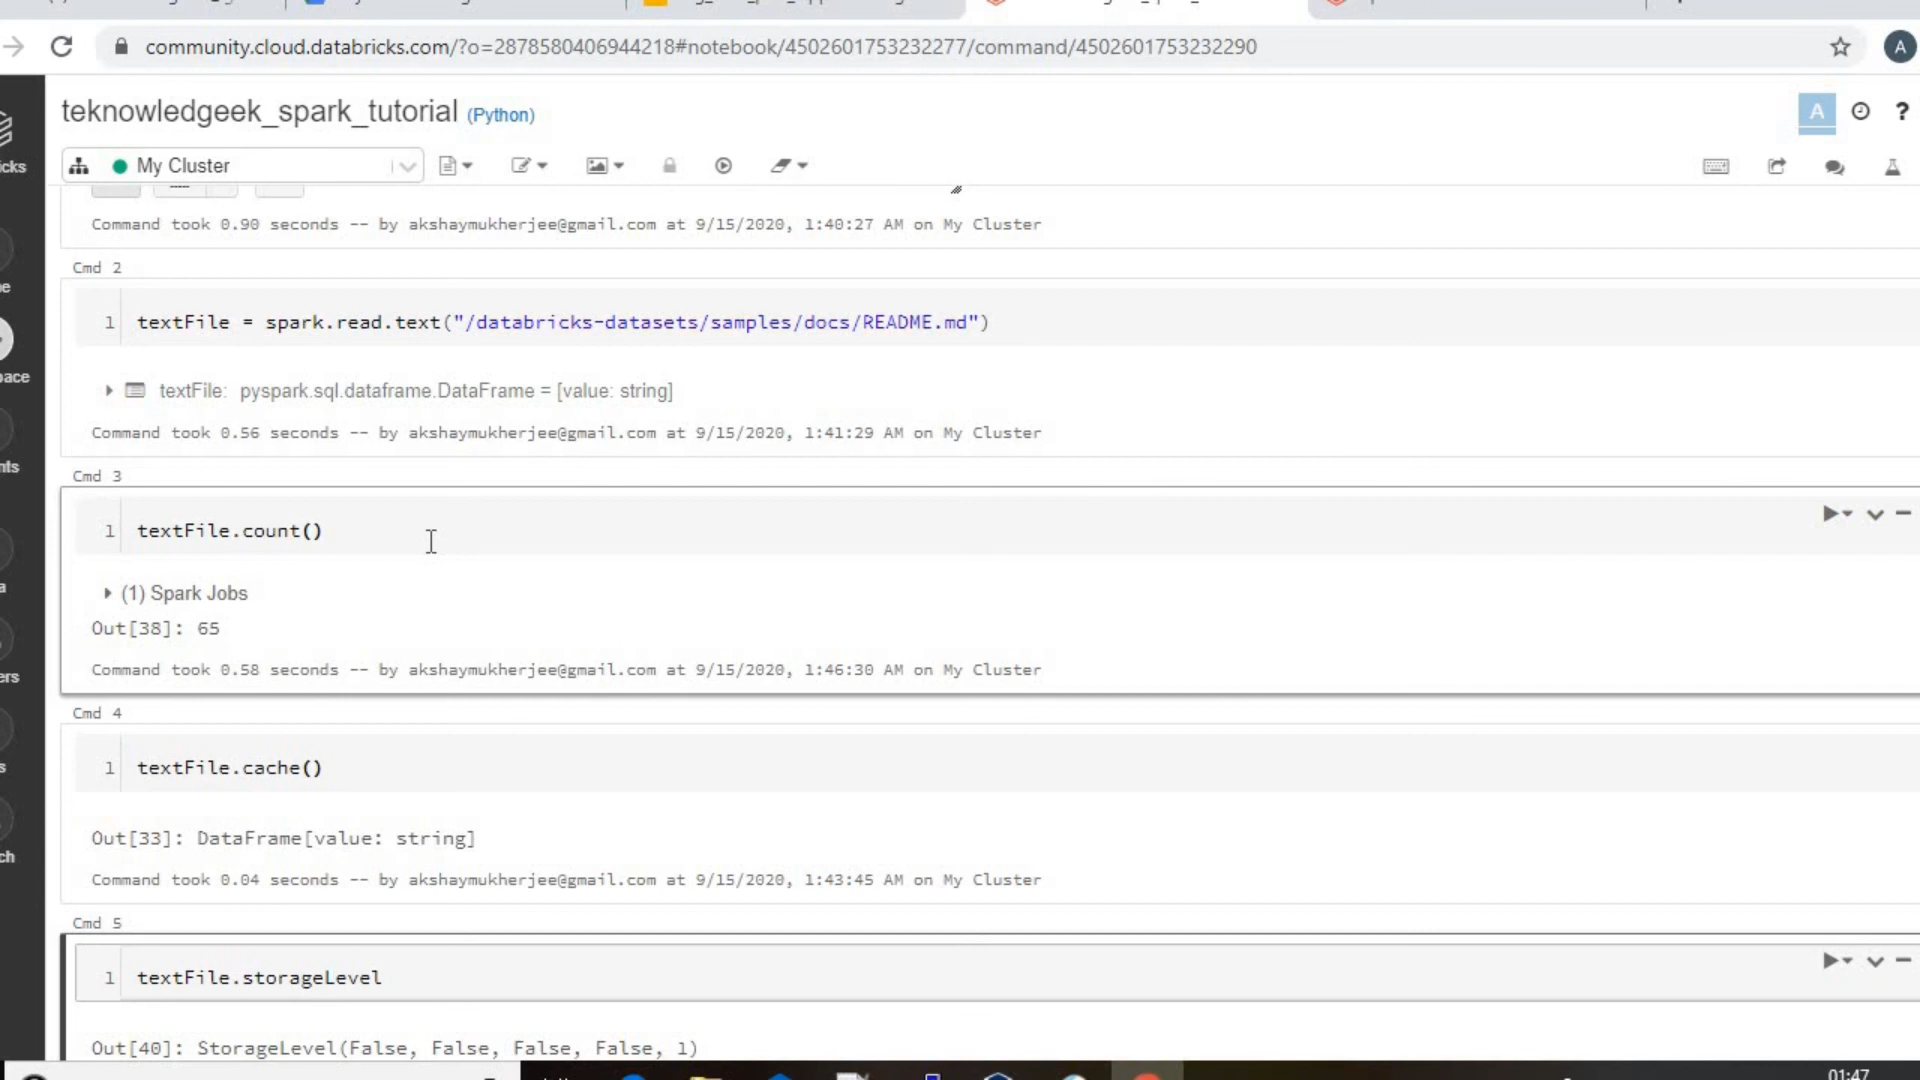 community.cloud.databricks.com/?o=2878580406944218#notebook/4502601753232277/command/4502601753232290
A
teknowledgeek_spark_tutorial (Python)
A
?
icks
My Cluster
Command took 0.90 seconds -- by akshaymukherjee@gmail.com at 9/15/2020, 1:40:27 AM on My Cluster
Cmd 2
1 textFile = spark.read.text("/databricks-datasets/samples/docs/README.md")
textFile: pyspark.sql.dataframe.DataFrame = [value: string]
Command took 0.56 seconds -- by akshaymukherjee@gmail.com at 9/15/2020, 1:41:29 AM on My Cluster
Cmd 3
1 textFile.count()
(1) Spark Jobs
Out[38]: 65
Command took 0.58 seconds -- by akshaymukherjee@gmail.com at 9/15/2020, 1:46:30 AM on My Cluster
Cmd 4
1 textFile.cache()
Out[33]: DataFrame[value: string]
Command took 0.04 seconds -- by akshaymukherjee@gmail.com at 9/15/2020, 1:43:45 AM on My Cluster
Cmd 5
1 textFile.storageLevel
Out[40]: StorageLevel(False, False, False, False, 1)
01:47